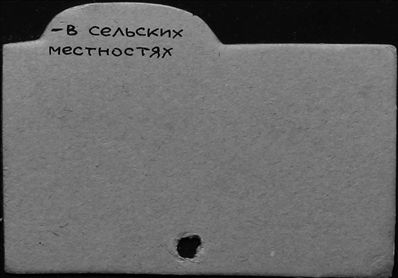 - в сельских
местностях